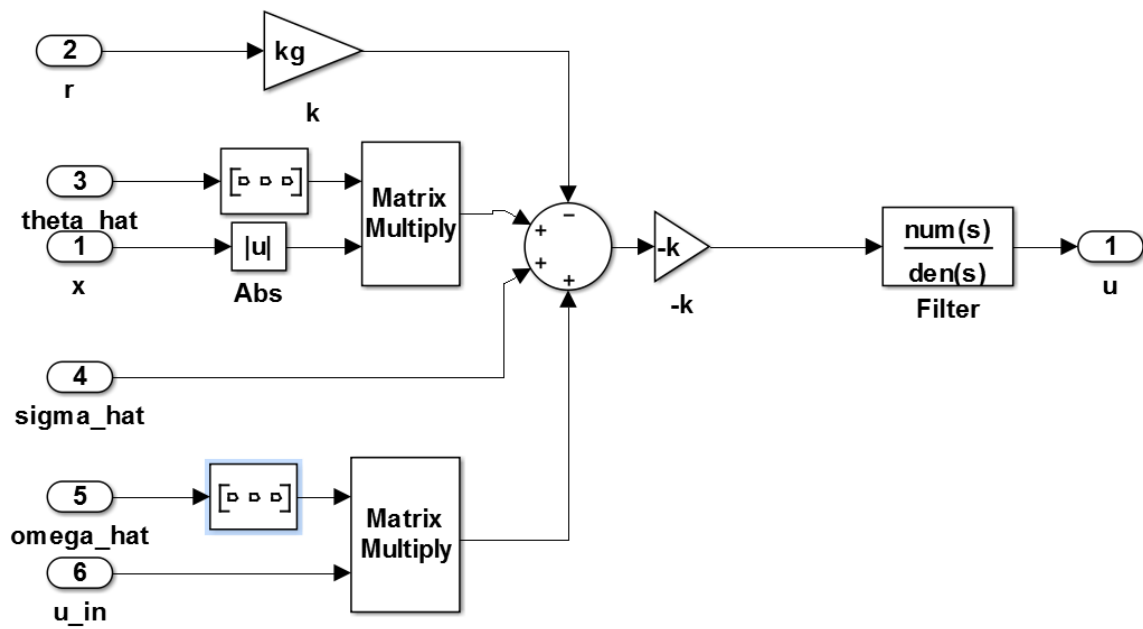 2
r
kg
k
3
theta_hat
1
x
|u|
Abs
Matrix
Multiply
−
+
+
+
-k
-k
num(s)
den(s)
Filter
1
u
4
sigma_hat
5
omega_hat
6
u_in
Matrix
Multiply